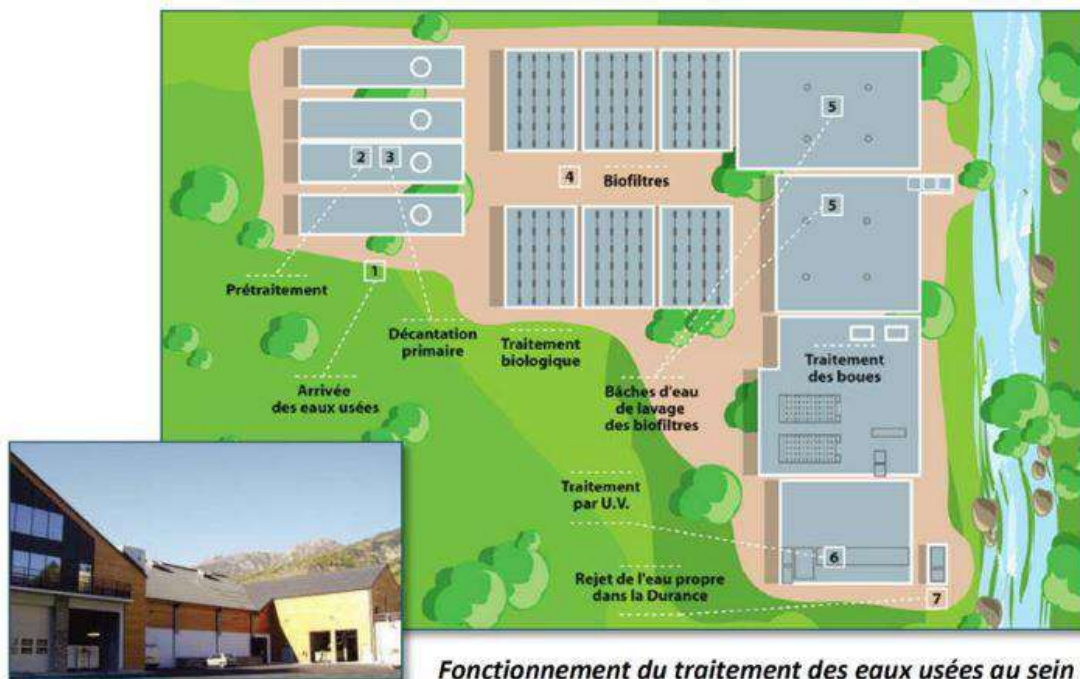 5
2
3
4
Biofiltres
5
1
Prétraitement
Décantation
primaire
Traitement
biologique
Traitement
des boues
Arrivée
des eaux usées
Bâches d'eau
de lavage
des biofiltres
Traitement
par U.V.
6
Rejet de l'eau propre
dans la Durance
7
Fonctionnement du traitement des eaux usées au sein